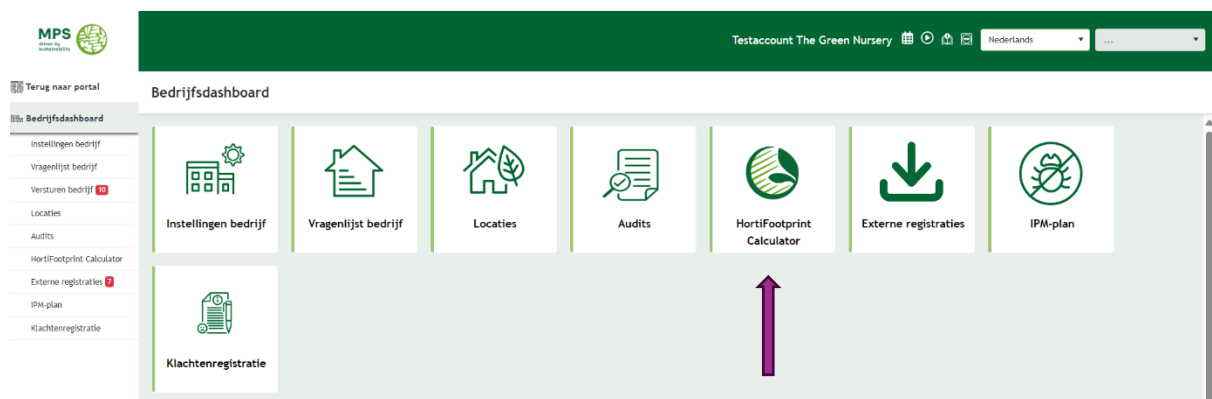 MPS
driven by
sustainability
Testaccount The Green Nursery
Nederlands
...
Terug naar portal
Bedrijfsdashboard
Instellingen bedrijf
Vragenlijst bedrijf
Versturen bedrijf 10
Locaties
Audits
HortiFootprint Calculator
Externe registraties 7
IPM-plan
Klachtenregistratie
Bedrijfsdashboard
Instellingen bedrijf
Vragenlijst bedrijf
Locaties
Audits
HortiFootprint
Calculator
Externe registraties
IPM-plan
Klachtenregistratie